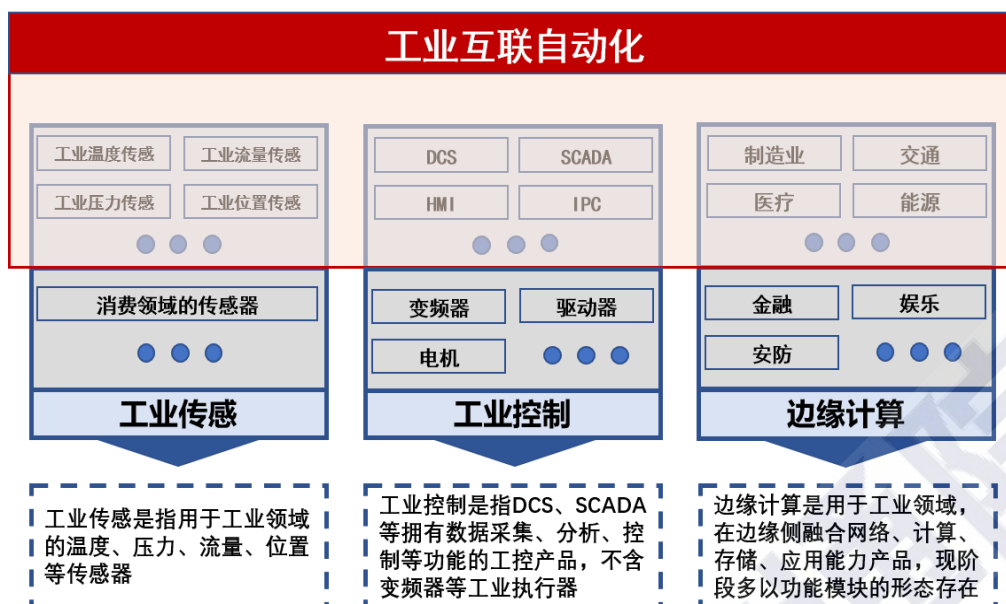 工业互联自动化
工业温度传感
工业流量传感
工业压力传感
工业位置传感
消费领域的传感器
工业传感
工业传感是指用于工业领域
的温度、压力、流量、位置
等传感器
DCS
SCADA
HMI
IPC
变频器
驱动器
电机
工业控制
工业控制是指DCS、SCADA
等拥有数据采集、分析、控
制等功能的工控产品，不含
变频器等工业执行器
制造业
交通
医疗
能源
金融
娱乐
安防
边缘计算
边缘计算是用于工业领域，
在边缘侧融合网络、计算、
存储、应用能力产品，现阶
段多以功能模块的形态存在